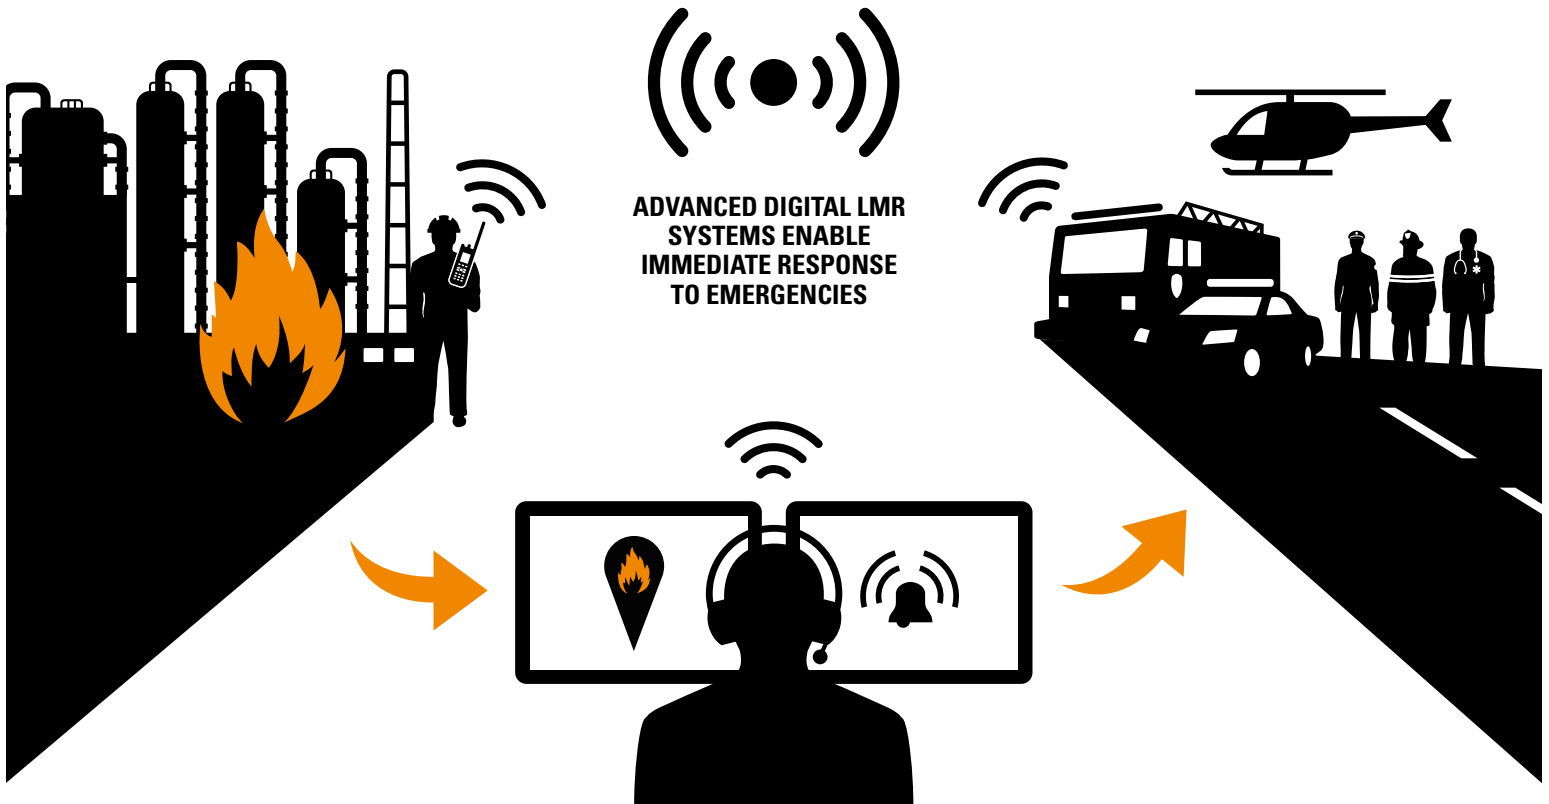 ADVANCED DIGITAL LMR
SYSTEMS ENABLE
IMMEDIATE RESPONSE
TO EMERGENCIES